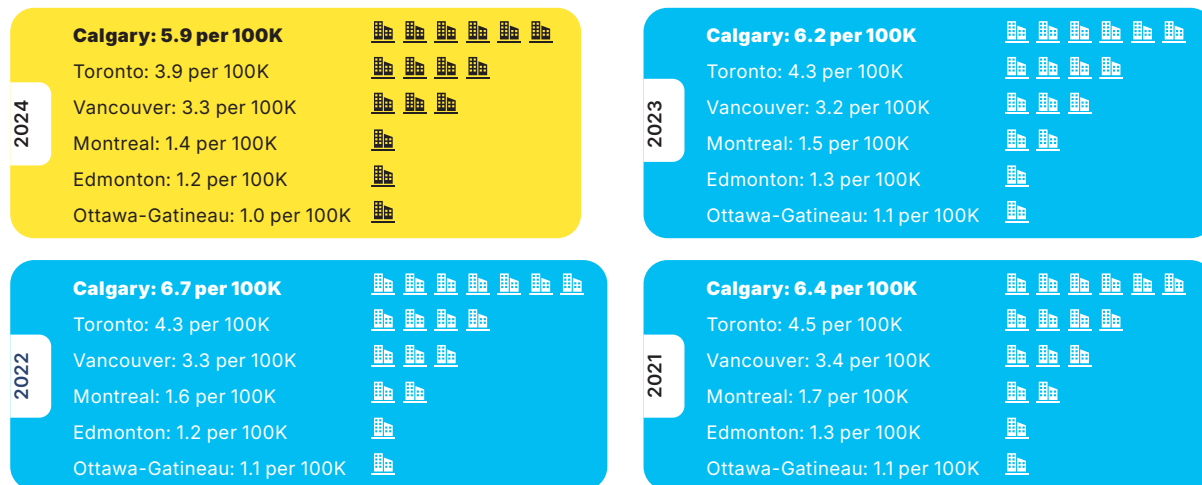 2024
Calgary: 5.9 per 100K
Toronto: 3.9 per 100K
Vancouver: 3.3 per 100K
Montreal: 1.4 per 100K
Edmonton: 1.2 per 100K
Ottawa-Gatineau: 1.0 per 100K
2023
Calgary: 6.2 per 100K
Toronto: 4.3 per 100K
Vancouver: 3.2 per 100K
Montreal: 1.5 per 100K
Edmonton: 1.3 per 100K
Ottawa-Gatineau: 1.1 per 100K
2022
Calgary: 6.7 per 100K
Toronto: 4.3 per 100K
Vancouver: 3.3 per 100K
Montreal: 1.6 per 100K
Edmonton: 1.2 per 100K
Ottawa-Gatineau: 1.1 per 100K
2021
Calgary: 6.4 per 100K
Toronto: 4.5 per 100K
Vancouver: 3.4 per 100K
Montreal: 1.7 per 100K
Edmonton: 1.3 per 100K
Ottawa-Gatineau: 1.1 per 100K